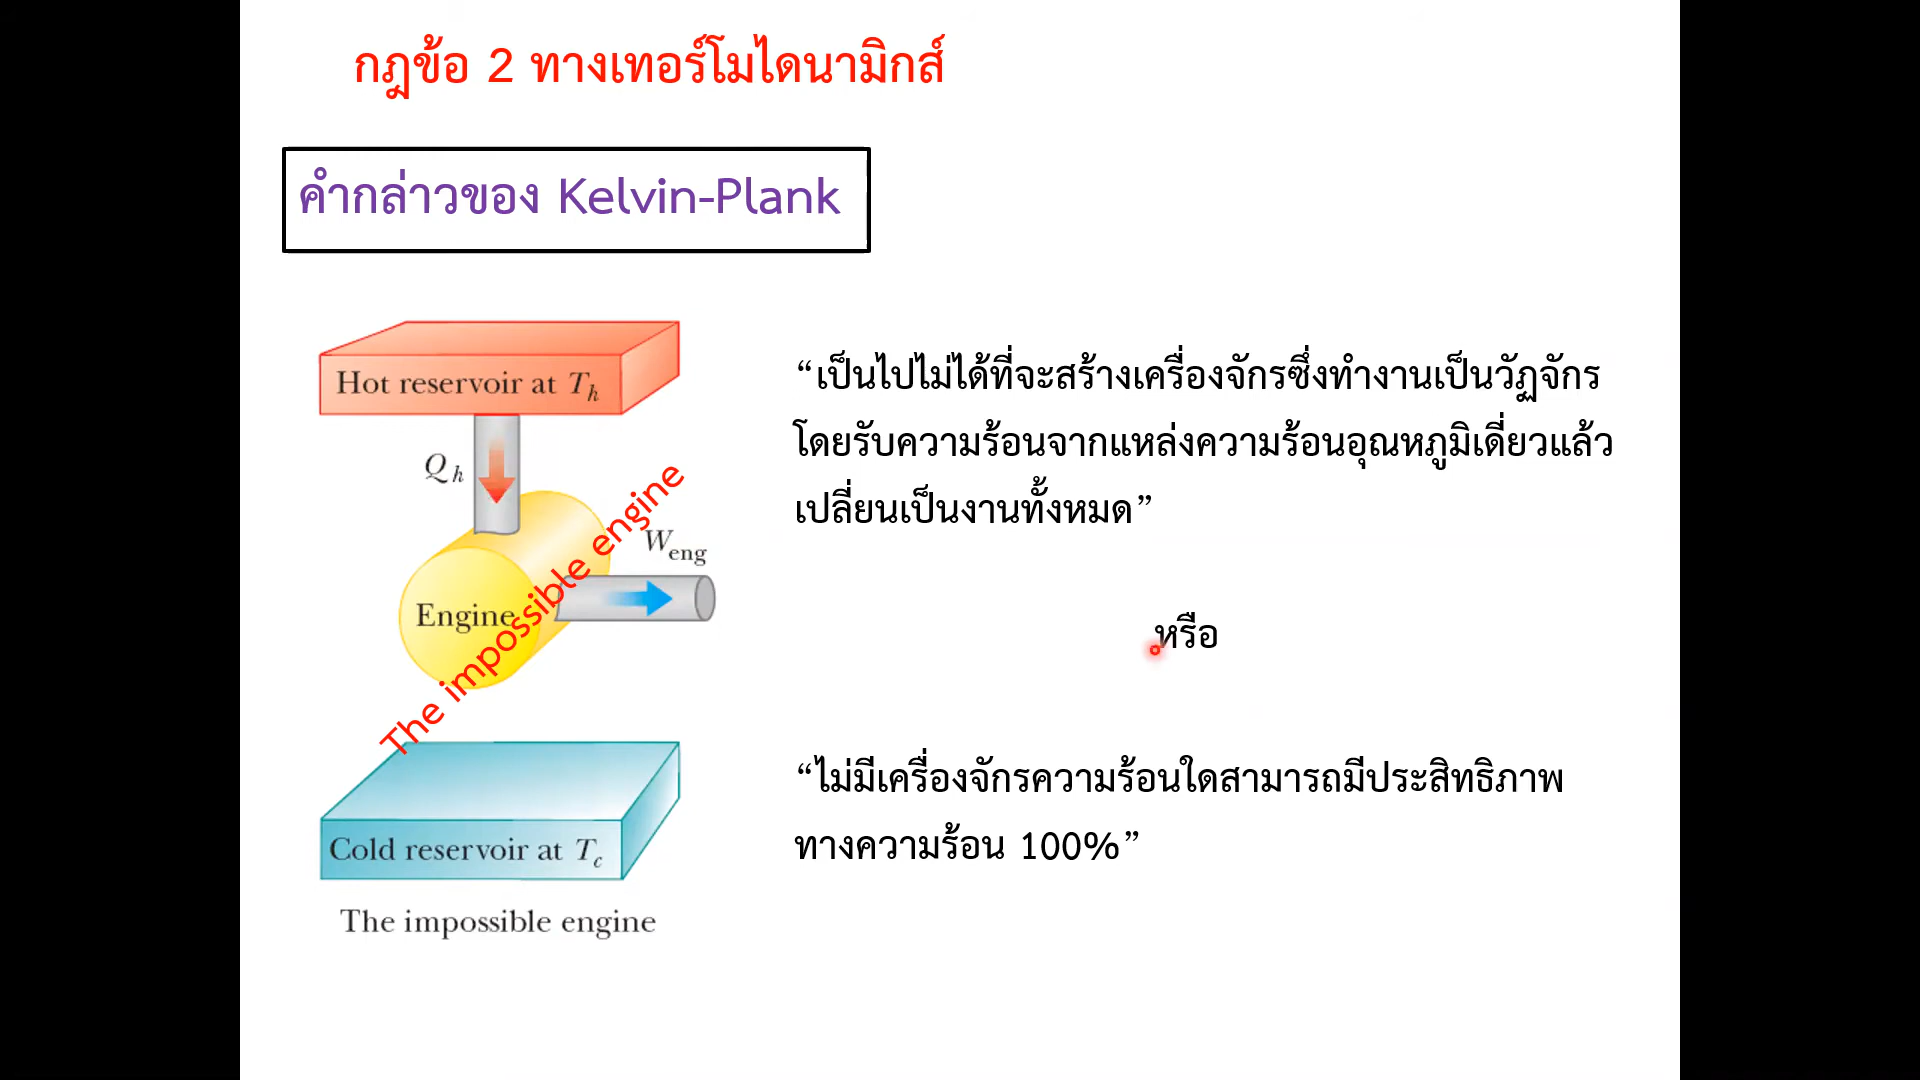 กฎข้อ 2 ทางเทอร์โมไดนามิกส์
คำกล่าวของ Kelvin-Plank
Hot reservoir at Th
Qh
Weng
Engine
The impossible engine
Cold reservoir at Tc
The impossible engine
“เป็นไปไม่ได้ที่จะสร้างเครื่องจักรซึ่งทำงานเป็นวัฏจักร
โดยรับความร้อนจากแหล่งความร้อนอุณหภูมิเดี่ยวแล้ว
เปลี่ยนเป็นงานทั้งหมด”
หรือ
“ไม่มีเครื่องจักรความร้อนใดสามารถมีประสิทธิภาพ
ทางความร้อน 100%”